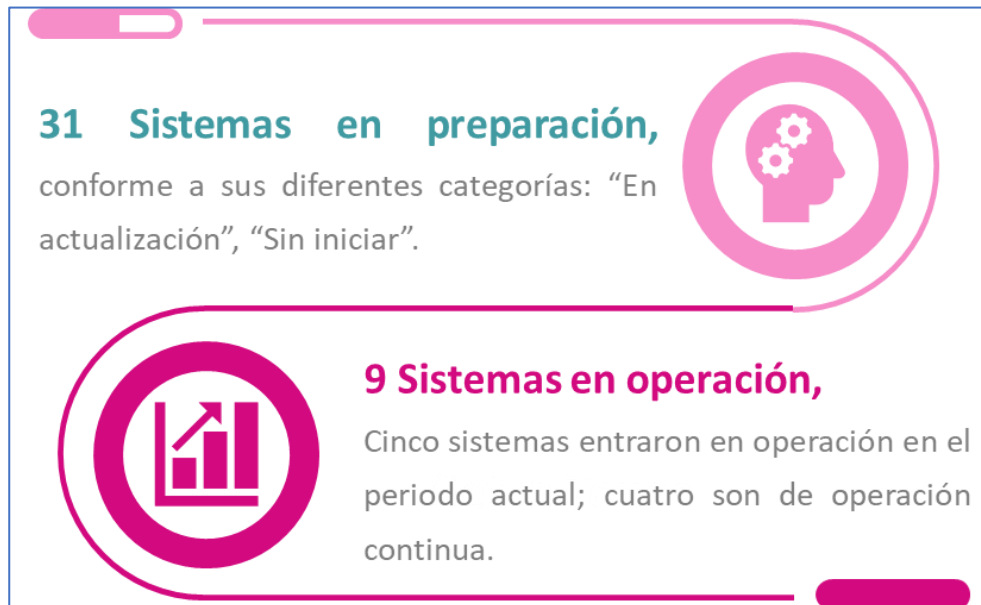 31 Sistemas en preparación,
conforme a sus diferentes categorías: “En
actualización”, “Sin iniciar”.
9 Sistemas en operación,
Cinco sistemas entraron en operación en el
periodo actual; cuatro son de operación
continua.